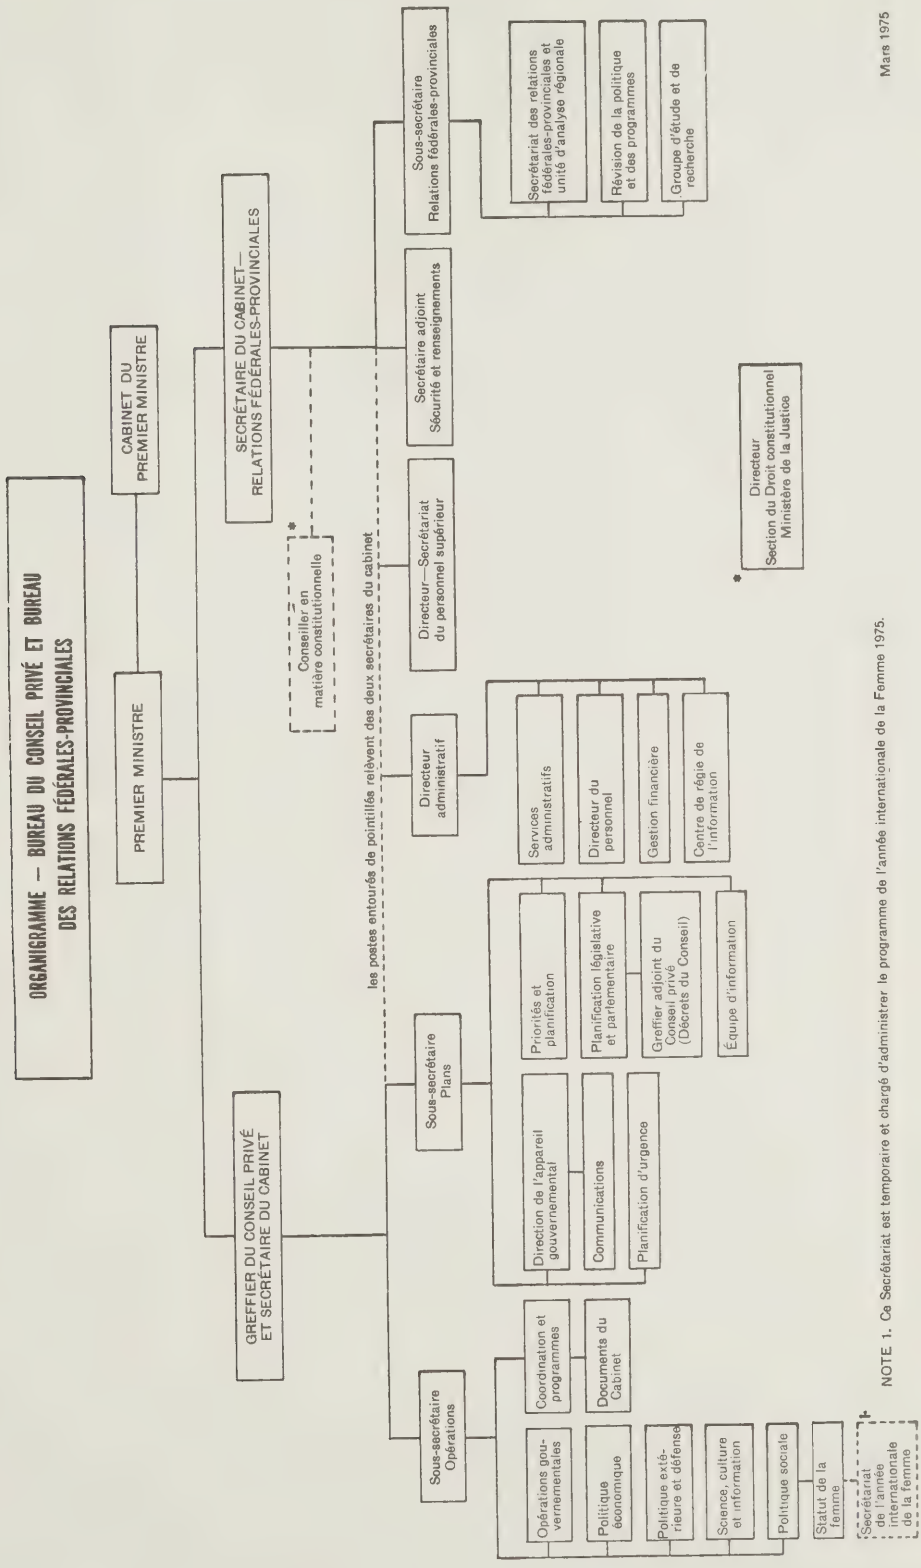 ORGANIGRAMME — BUREAU DU CONSEIL PRIVÉ ET BUREAU
DES RELATIONS FÉDÉRALES-PROVINCIALES
PREMIER MINISTRE
CABINET DU
PREMIER MINISTRE
GREFFIER DU CONSEIL PRIVÉ
ET SECRÉTAIRE DU CABINET
SECRÉTAIRE DU CABINET—
RELATIONS FÉDÉRALES-PROVINCIALES
Conseiller en
matière constitutionnelle
*
les postes entourés de pointillés relèvent des deux secrétaires du cabinet
Sous-secrétaire
Opérations
Sous-secrétaire
Plans
Directeur
administratif
Directeur—Secrétariat
du personnel supérieur
Secrétaire adjoint
Sécurité et renseignements
Sous-secrétaire
Relations fédérales-provinciales
Opérations gou-
vernementales
Politique
économique
Politique exté-
rieure et défense
Science, culture
et information
Politique sociale
Statut de la
femme
Secrétariat
de l'année
internationale
de la femme
1
Coordination et
programmes
Documents du
Cabinet
Direction de l'appareil
gouvernemental
Communications
Planification d'urgence
Priorités et
planification
Planification législative
et parlementaire
Greffier adjoint du
Conseil privé
(Décrets du Conseil)
Équipe d'information
Services
administratifs
Directeur du
personnel
Gestion financière
Centre de régie de
l'information
Secrétariat des relations
fédérales-provinciales et
unité d'analyse régionale
Révision de la politique
et des programmes
Groupe d'étude et de
recherche
*
Directeur
Section du Droit constitutionnel
Ministère de la Justice
NOTE 1. Ce Secrétariat est temporaire et chargé d'administrer le programme de l'année internationale de la Femme 1975.
Mars 1975